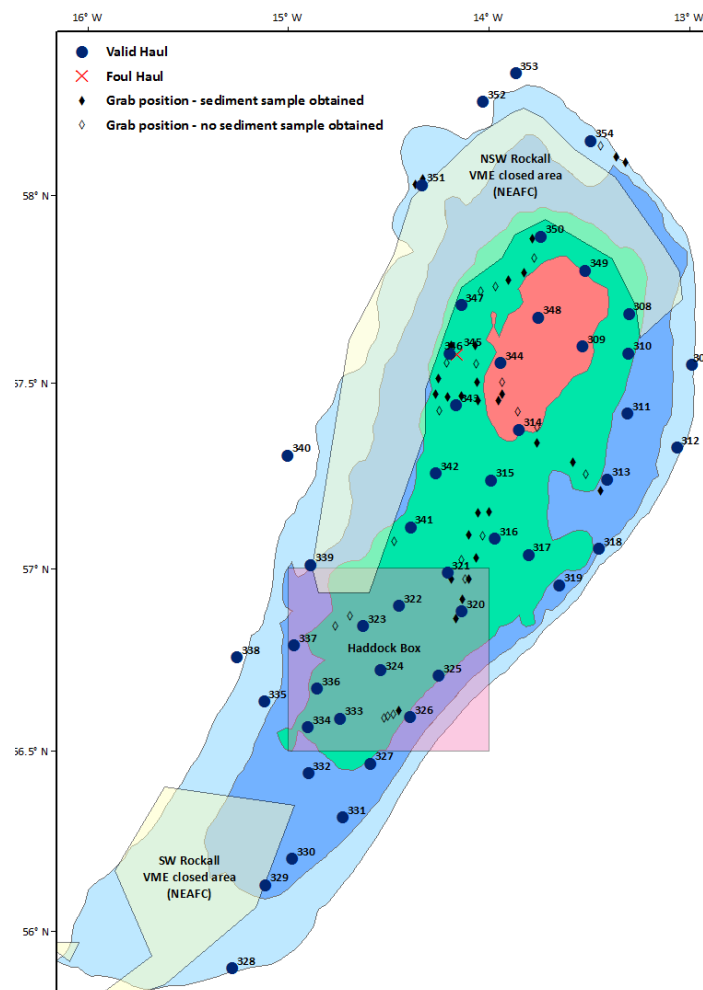 16° W
15° W
14° W
13° W
Valid Haul
Foul Haul
Grab position - sediment sample obtained
Grab position - no sediment sample obtained
353
352
354
NSW Rockall
VME closed area
(NEAFC)
351
58° N
350
349
347
348
308
345
346
309
310
344
57.5° N
30
343
311
314
340
312
342
315
313
341
316
317
318
339
57° N
321
319
322
320
323
337
Haddock Box
338
324
325
336
335
333
326
334
56.5° N
327
332
331
330
SW Rockall
VME closed area
(NEAFC)
329
56° N
328